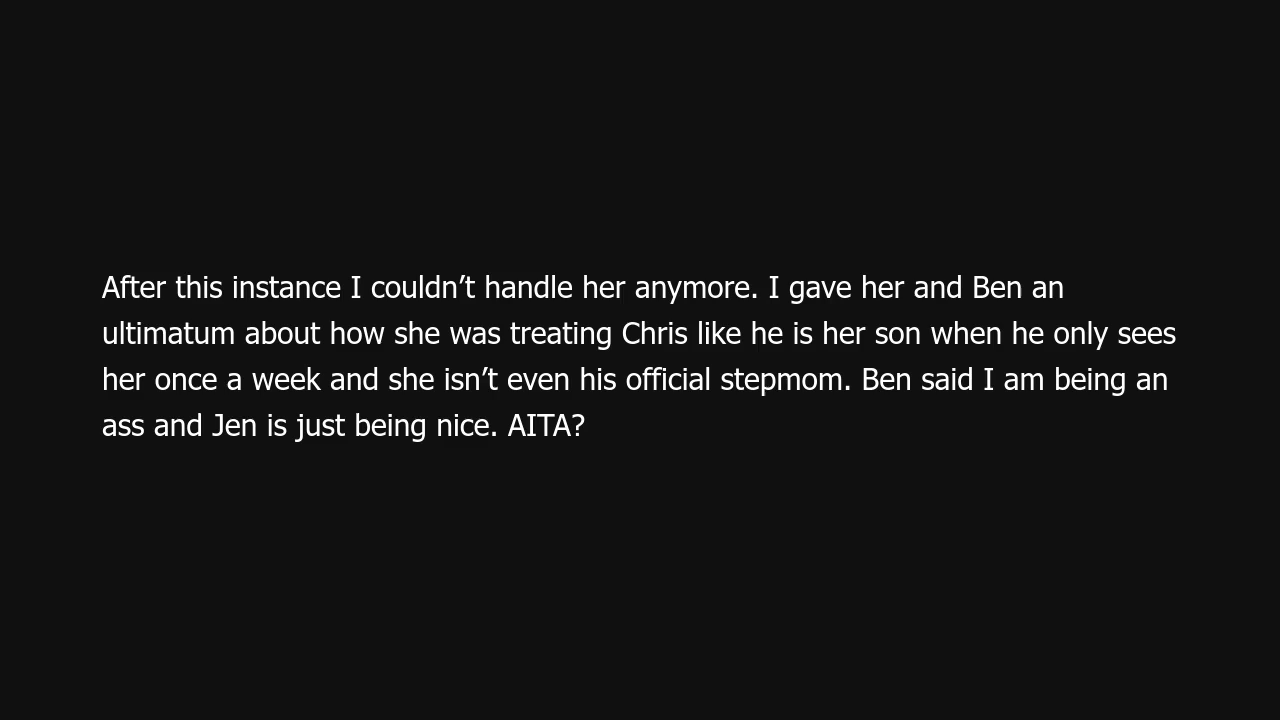 After this instance I couldn’t handle her anymore. I gave her and Ben an
ultimatum about how she was treating Chris like he is her son when he only sees
her once a week and she isn’t even his official stepmom. Ben said I am being an
ass and Jen is just being nice. AITA?